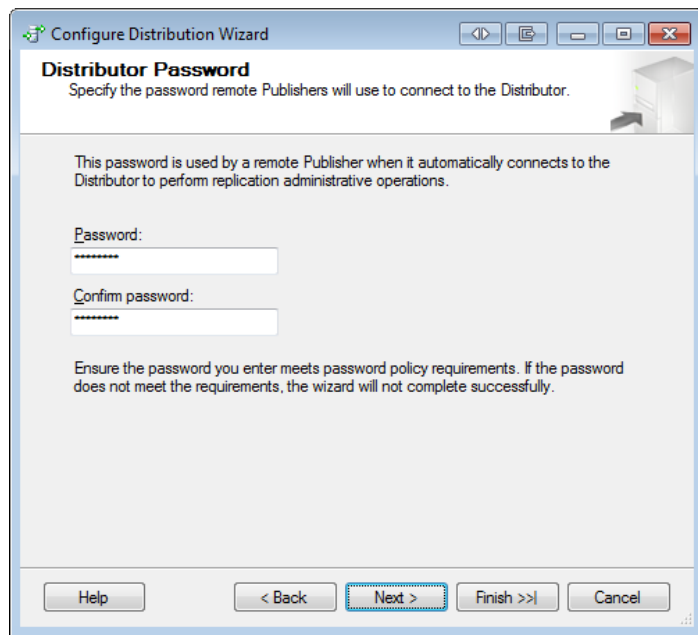 Configure Distribution Wizard
Distributor Password
Specify the password remote Publishers will use to connect to the Distributor.
This password is used by a remote Publisher when it automatically connects to the
Distributor to perform replication administrative operations.
Password:
********
Confirm password:
********
Ensure the password you enter meets password policy requirements. If the password
does not meet the requirements, the wizard will not complete successfully.
Help < Back Next > Finish >>| Cancel